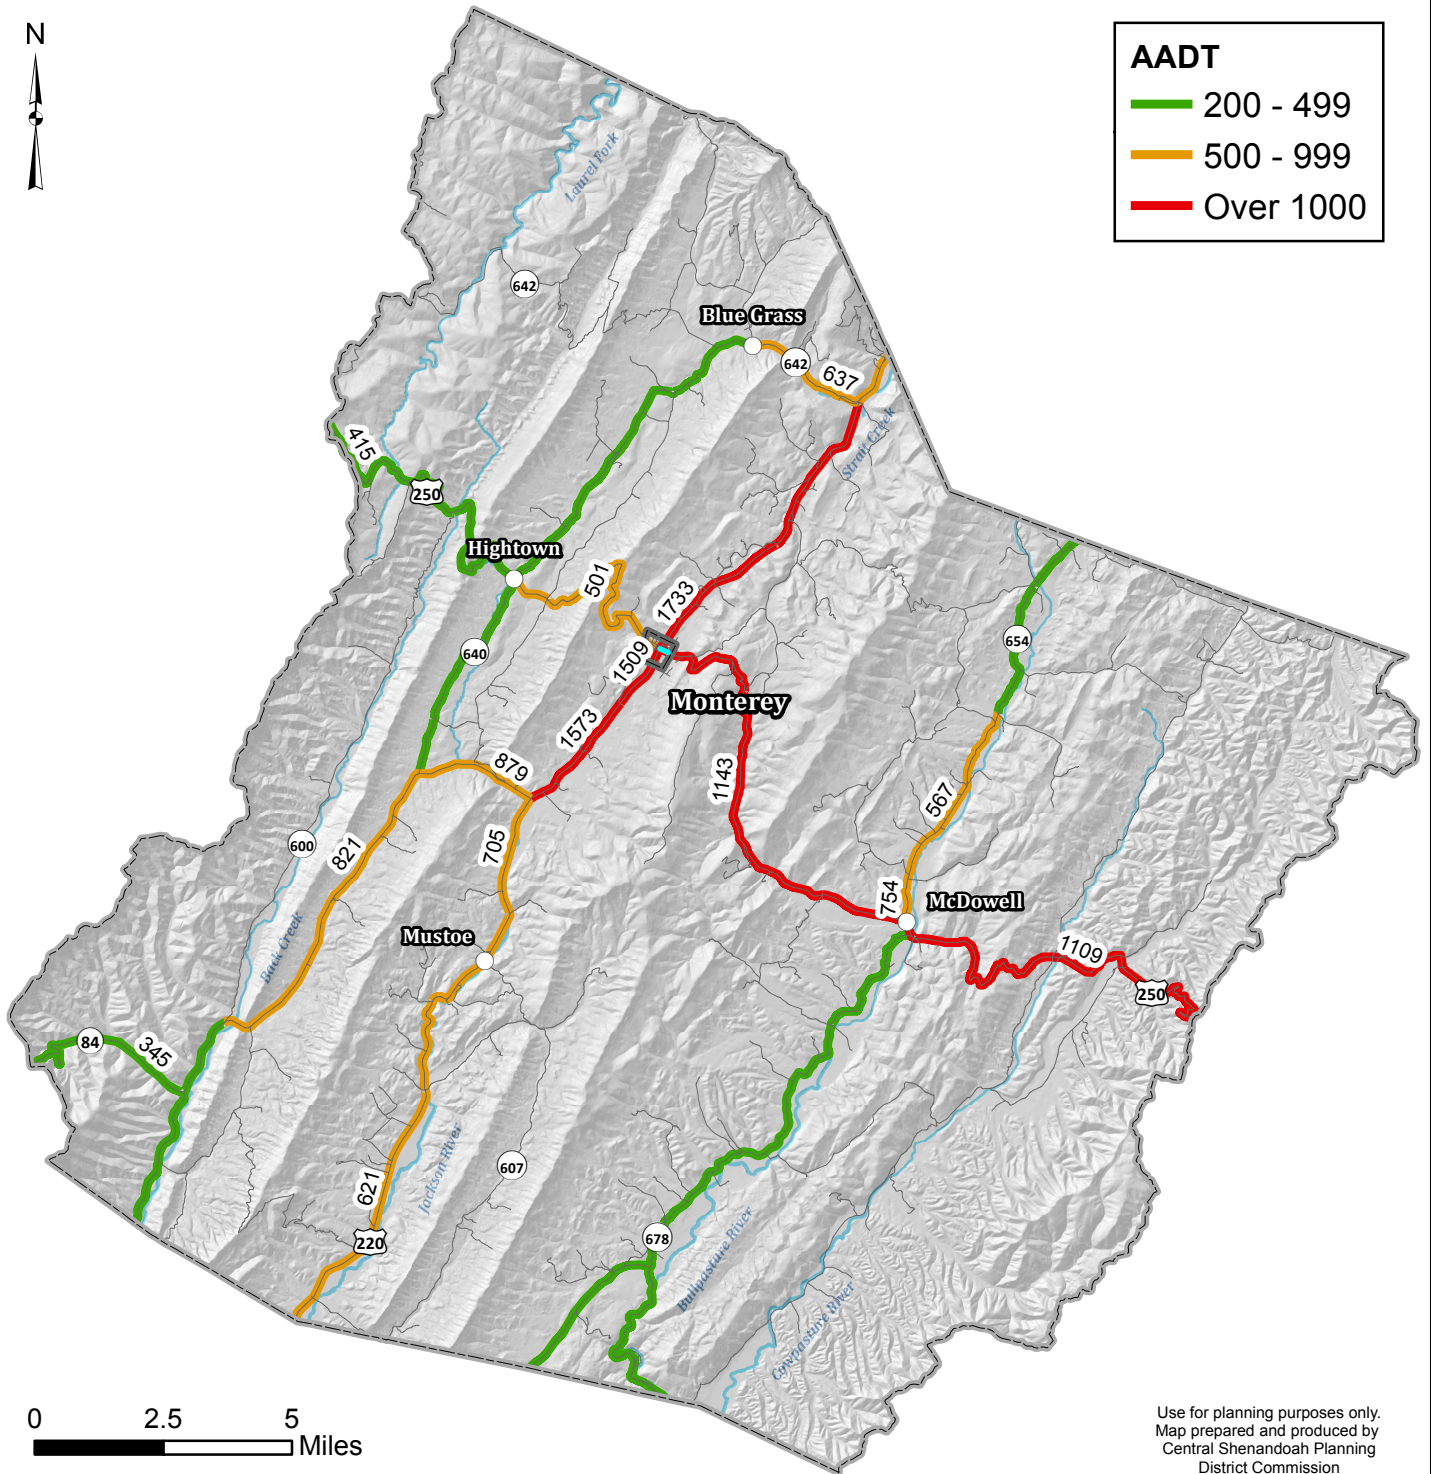 N
AADT
200 - 499
500 - 999
Over 1000
Laurel Fork
642
Blue Grass
642
637
Strait Creek
415
250
Hightown
501
1733
654
640
1509
Monterey
1573
879
1143
567
705
821
600
754
McDowell
Mustoe
Back Creek
1109
250
84
345
Jackson River
607
621
220
678
Bullpasture River
Cowpasture River
0 2.5 5
Miles
Use for planning purposes only.
Map prepared and produced by
Central Shenandoah Planning
District Commission